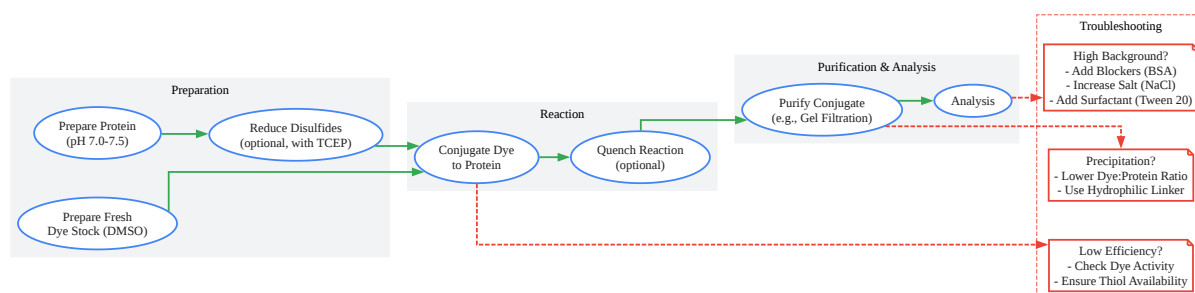 Preparation
Prepare Protein
(pH 7.0-7.5)
Reduce Disulfides
(optional, with TCEP)
Prepare Fresh
Dye Stock (DMSO)
Reaction
Conjugate Dye
to Protein
Quench Reaction
(optional)
Purification & Analysis
Purify Conjugate
(e.g., Gel Filtration)
Analysis
Troubleshooting
High Background?
- Add Blockers (BSA)
- Increase Salt (NaCl)
- Add Surfactant (Tween 20)
Precipitation?
- Lower Dye:Protein Ratio
- Use Hydrophilic Linker
Low Efficiency?
- Check Dye Activity
- Ensure Thiol Availability